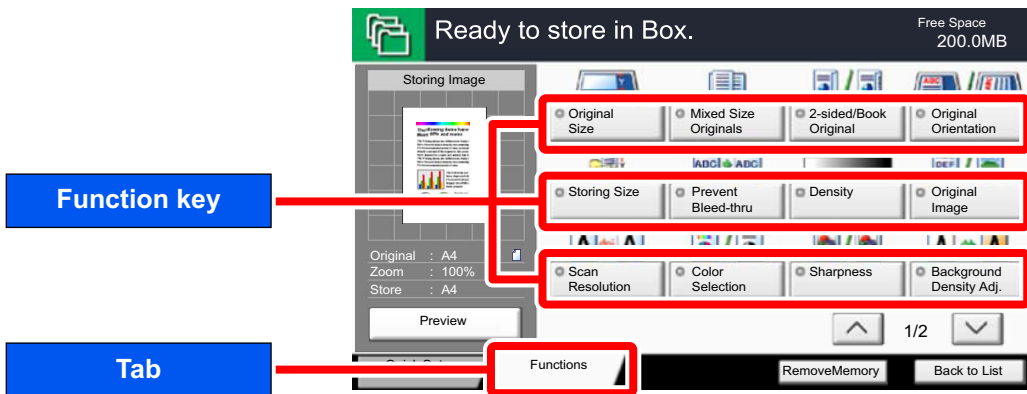 Ready to store in Box.
Free Space
200.0MB
Storing Image
Original
Size
Mixed Size
Originals
2-sided/Book
Original
Original
Orientation
Function key
Storing Size
Prevent
Bleed-thru
Density
Original
Image
Original : A4
Zoom : 100%
Store : A4
Scan
Resolution
Color
Selection
Sharpness
Background
Density Adj.
Preview
1/2
Tab
Functions
RemoveMemory
Back to List